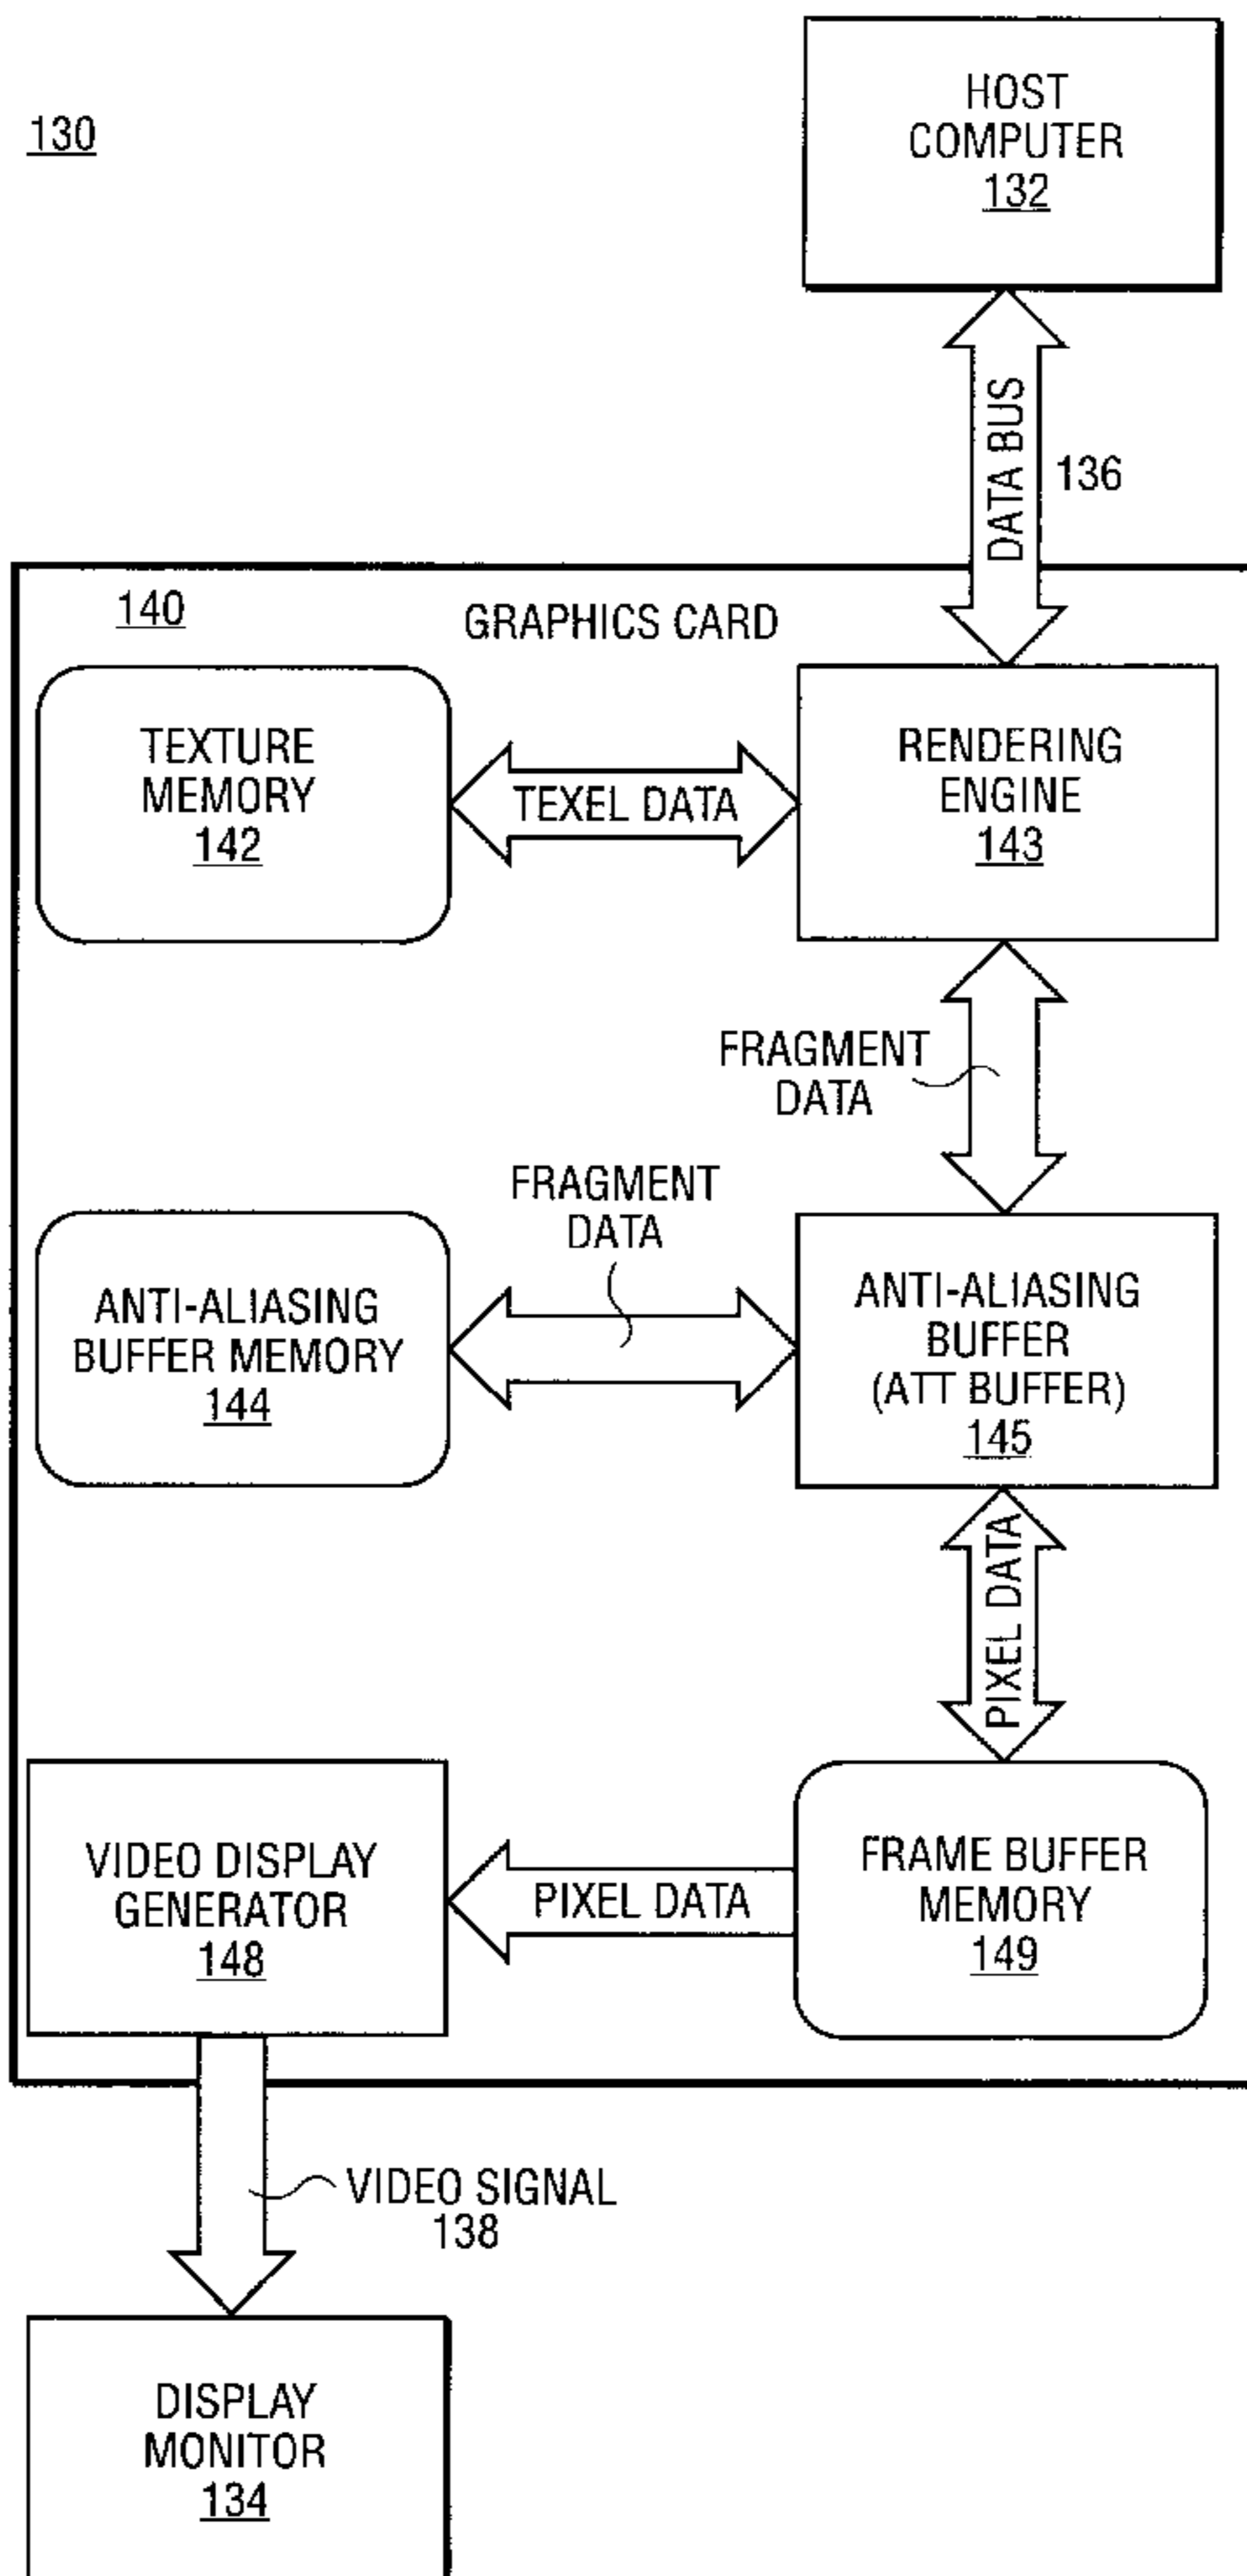 130
HOST
COMPUTER
132
DATA BUS
136
140
GRAPHICS CARD
TEXTURE
MEMORY
142
TEXEL DATA
RENDERING
ENGINE
143
FRAGMENT
DATA
FRAGMENT
DATA
ANTI-ALIASING
BUFFER MEMORY
144
ANTI-ALIASING
BUFFER
(ATT BUFFER)
145
PIXEL DATA
VIDEO DISPLAY
GENERATOR
148
PIXEL DATA
FRAME BUFFER
MEMORY
149
VIDEO SIGNAL
138
DISPLAY
MONITOR
134